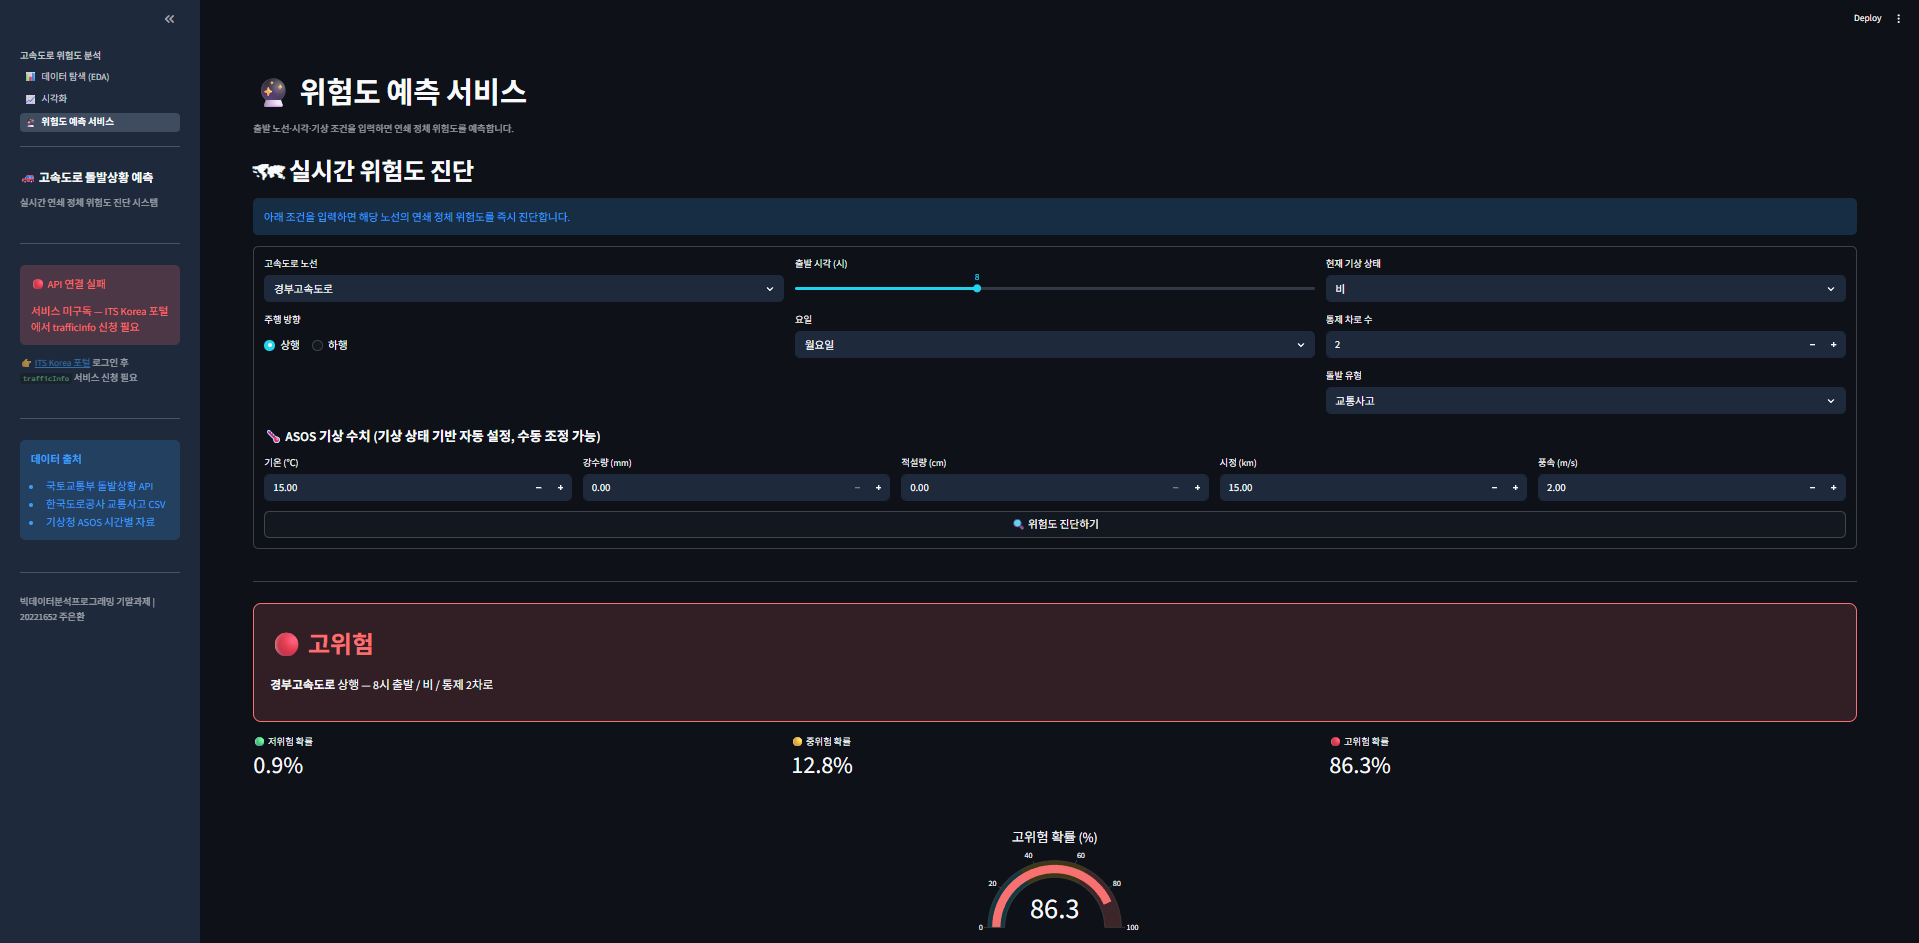 Deploy
고속도로 위험도 분석
데이터 탐색 (EDA)
시각화
위험도 예측 서비스
고속도로 돌발상황 예측
실시간 연쇄 정체 위험도 진단 시스템
API 연결 실패
서비스 미구독 — ITS Korea 포털
에서 trafficInfo 신청 필요
ITS Korea 포털 로그인 후
trafficInfo 서비스 신청 필요
데이터 출처
국토교통부 돌발상황 API
한국도로공사 교통사고 CSV
기상청 ASOS 시간별 자료
빅데이터분석프로그래밍 기말과제 |
20221652 주은환
위험도 예측 서비스
출발 노선·시각·기상 조건을 입력하면 연쇄 정체 위험도를 예측합니다.
실시간 위험도 진단
아래 조건을 입력하면 해당 노선의 연쇄 정체 위험도를 즉시 진단합니다.
고속도로 노선
경부고속도로
주행 방향
상행 하행
출발 시각 (시)
8
요일
월요일
현재 기상 상태
비
통제 차로 수
2
돌발 유형
교통사고
ASOS 기상 수치 (기상 상태 기반 자동 설정, 수동 조정 가능)
기온 (°C)
15.00
강수량 (mm)
0.00
적설량 (cm)
0.00
시정 (km)
15.00
풍속 (m/s)
2.00
위험도 진단하기
고위험
경부고속도로 상행 — 8시 출발 / 비 / 통제 2차로
저위험 확률
0.9%
중위험 확률
12.8%
고위험 확률
86.3%
고위험 확률 (%)
0
20
40
60
80
100
86.3